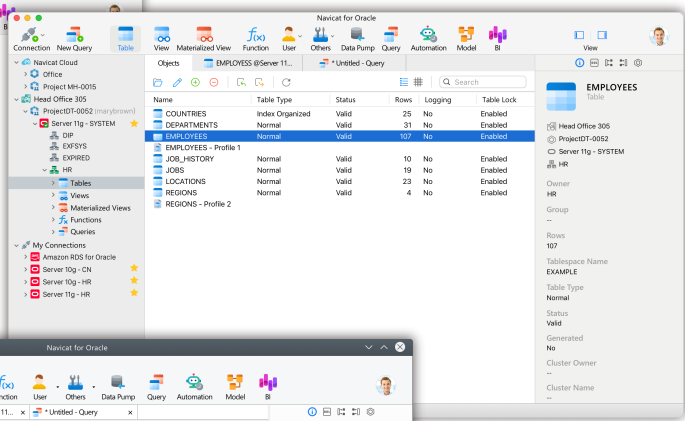 Navicat for Oracle
Connection New Query Table View Materialized View Function User Others Data Pump Query Automation Model BI View
Objects EMPLOYESS @Server 11... * Untitled - Query
Search
Name Table Type Status Rows Logging Table Lock
COUNTRIES Index Organized Valid 25 No Enabled
DEPARTMENTS Normal Valid 31 No Enabled
EMPLOYEES Normal Valid 107 No Enabled
EMPLOYEES - Profile 1
JOB_HISTORY Normal Valid 10 No Enabled
JOBS Normal Valid 19 No Enabled
LOCATIONS Normal Valid 23 No Enabled
REGIONS Normal Valid 4 No Enabled
REGIONS - Profile 2
Navicat Cloud
Office
Project MH-0015
Head Office 305
ProjectDT-0052 (marybrown)
Server 11g - SYSTEM
DIP
EXFSYS
EXPIRED
HR
Tables
Views
Materialized Views
Functions
Queries
My Connections
Amazon RDS for Oracle
Server 10g - CN
Server 10g - HR
Server 11g - HR
EMPLOYEES
Table
Head Office 305
ProjectDT-0052
Server 11g - SYSTEM
HR
Owner
HR
Group
--
Rows
107
Tablespace Name
EXAMPLE
Table Type
Normal
Status
Valid
Generated
No
Cluster Owner
--
Cluster Name
--
Navicat for Oracle
nction User Others Data Pump Query Automation Model BI
11... × * Untitled - Query ×